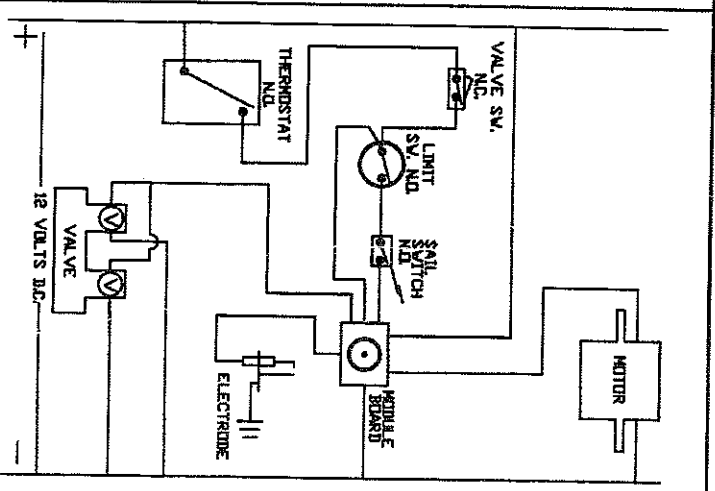 VALVE SW.
N.C.
THERMOSTAT
N.O.
LIMIT
SW. N.O.
SAIL
SWITCH
N.O.
MOTOR
+
12 VOLTS D.C.
VALVE
V
V
ELECTRODE
MODULE
BOARD
—